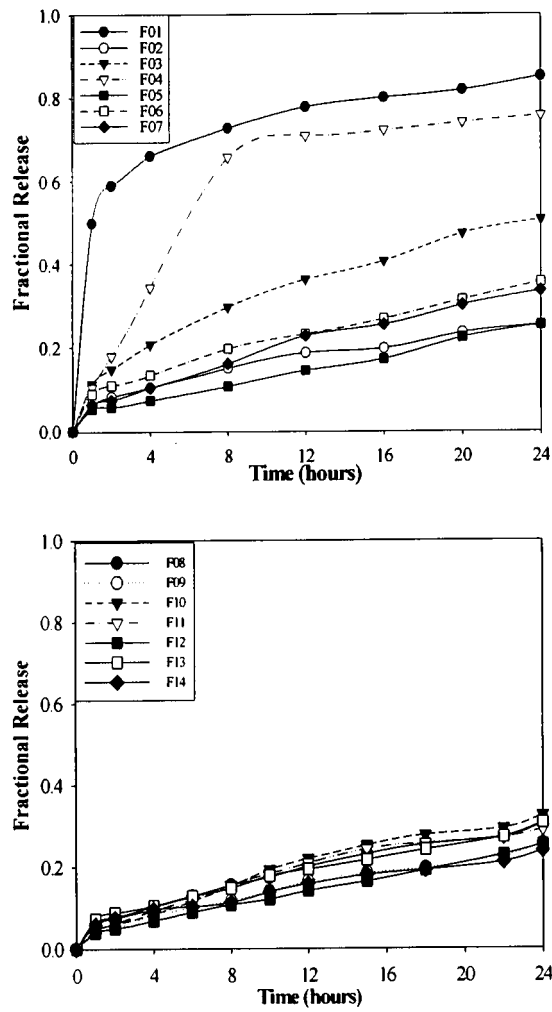 1.0
0.8
0.6
0.4
0.2
0.0
Fractional Release
F01
F02
F03
F04
F05
F06
F07
0 4 8 12 16 20 24
Time (hours)
1.0
0.8
0.6
0.4
0.2
0.0
Fractional Release
F08
F09
F10
F11
F12
F13
F14
0 4 8 12 16 20 24
Time (hours)